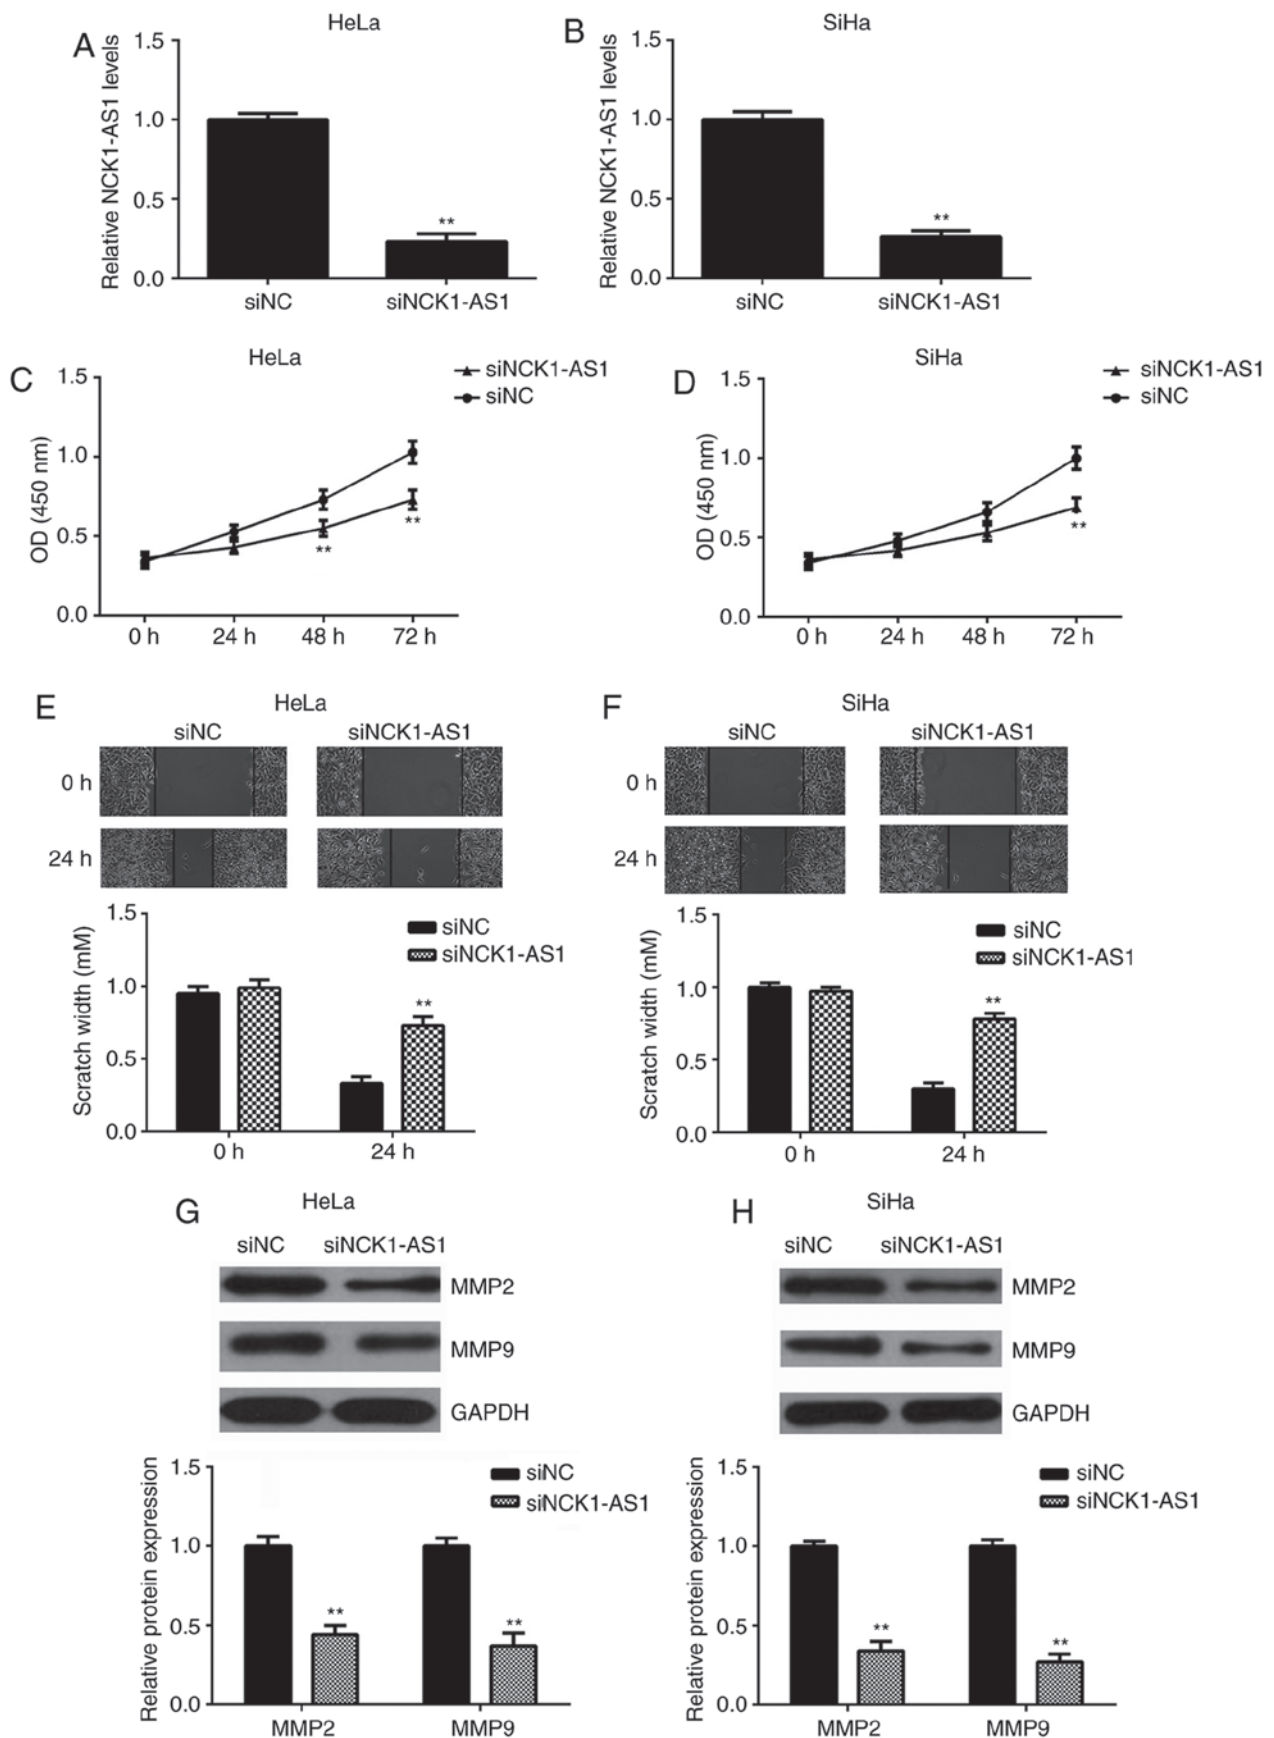 A
HeLa
Relative NCK1-AS1 levels
1.5
1.0
0.5
0.0
**
siNC siNCK1-AS1
B
SiHa
Relative NCK1-AS1 levels
1.5
1.0
0.5
0.0
**
siNC siNCK1-AS1
C
HeLa
siNCK1-AS1
siNC
OD (450 nm)
1.5
1.0
0.5
0.0
**
**
0 h 24 h 48 h 72 h
D
SiHa
siNCK1-AS1
siNC
OD (450 nm)
1.5
1.0
0.5
0.0
**
0 h 24 h 48 h 72 h
E
HeLa
siNC siNCK1-AS1
0 h
24 h
siNC
siNCK1-AS1
Scratch width (mM)
1.5
1.0
0.5
0.0
**
0 h 24 h
F
SiHa
siNC siNCK1-AS1
0 h
24 h
siNC
siNCK1-AS1
Scratch width (mM)
1.5
1.0
0.5
0.0
**
0 h 24 h
G
HeLa
siNC siNCK1-AS1
MMP2
MMP9
GAPDH
siNC
siNCK1-AS1
Relative protein expression
1.5
1.0
0.5
0.0
**
**
MMP2 MMP9
H
SiHa
siNC siNCK1-AS1
MMP2
MMP9
GAPDH
siNC
siNCK1-AS1
Relative protein expression
1.5
1.0
0.5
0.0
**
**
MMP2 MMP9